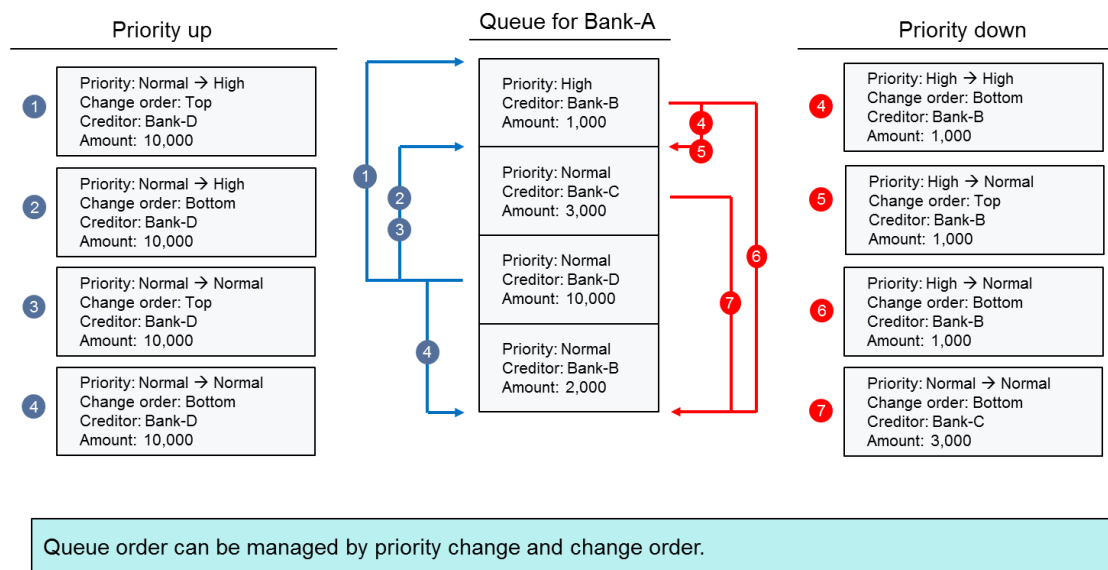 Priority up
1
Priority: Normal → High
Change order: Top
Creditor: Bank-D
Amount: 10,000
2
Priority: Normal → High
Change order: Bottom
Creditor: Bank-D
Amount: 10,000
3
Priority: Normal → Normal
Change order: Top
Creditor: Bank-D
Amount: 10,000
4
Priority: Normal → Normal
Change order: Bottom
Creditor: Bank-D
Amount: 10,000
Queue for Bank-A
Priority: High
Creditor: Bank-B
Amount: 1,000
Priority: Normal
Creditor: Bank-C
Amount: 3,000
Priority: Normal
Creditor: Bank-D
Amount: 10,000
Priority: Normal
Creditor: Bank-B
Amount: 2,000
1
2
3
4
4
5
6
7
Priority down
4
Priority: High → High
Change order: Bottom
Creditor: Bank-B
Amount: 1,000
5
Priority: High → Normal
Change order: Top
Creditor: Bank-B
Amount: 1,000
6
Priority: High → Normal
Change order: Bottom
Creditor: Bank-B
Amount: 1,000
7
Priority: Normal → Normal
Change order: Bottom
Creditor: Bank-C
Amount: 3,000
Queue order can be managed by priority change and change order.